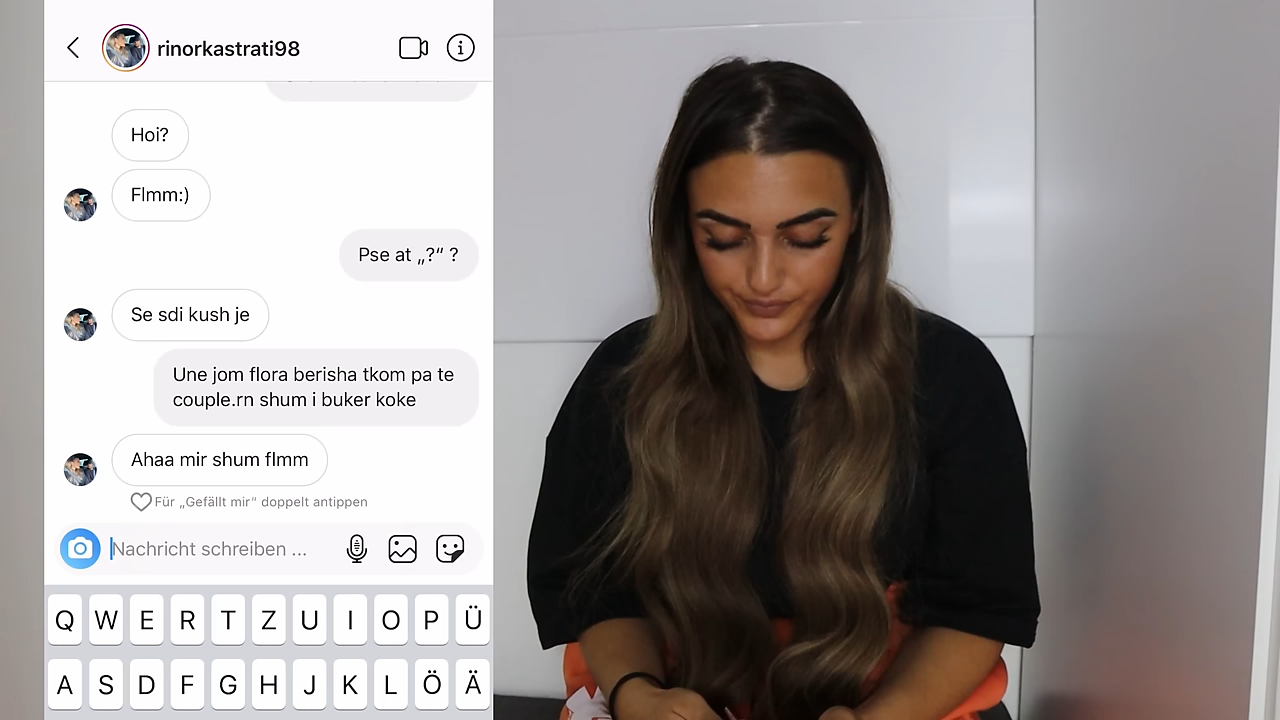 rinorkastrati98
Hoi?
Flmm:)
Pse at „?“ ?
Se sdi kush je
Une jom flora berisha tkom pa te
couple.rn shum i buker koke
Ahaa mir shum flmm
Für „Gefällt mir“ doppelt antippen
Nachricht schreiben ...
Q W E R T Z U I O P Ü
A S D F G H J K L Ö Ä